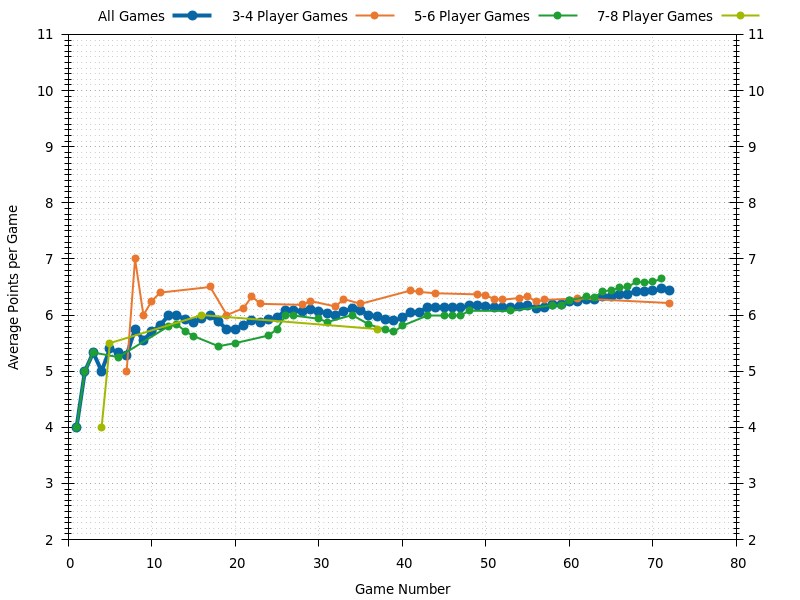 All Games 3-4 Player Games 5-6 Player Games 7-8 Player Games
11 11
10 10
9 9
8 8
7 7
6 6
5 5
4 4
3 3
2 2
0 10 20 30 40 50 60 70 80
Average Points per Game
Game Number